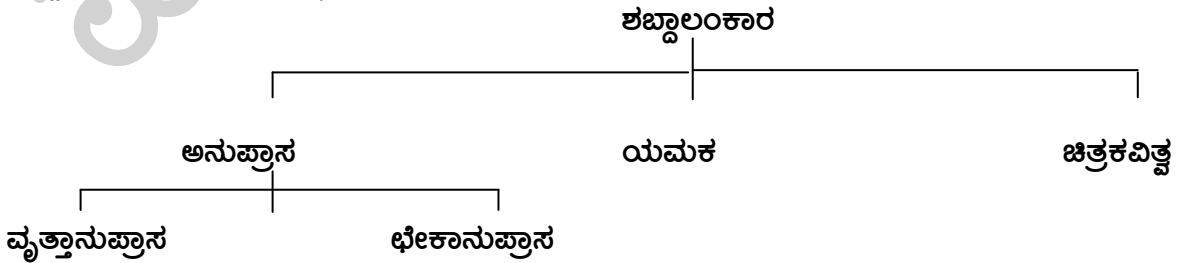 ಶಬ್ದಾಲಂಕಾರ
ಅನುಪ್ರಾಸ ಯಮಕ ಚಿತ್ರಕವಿತ್ವ
ವೃತ್ತಾನುಪ್ರಾಸ ಛೇಕಾನುಪ್ರಾಸ